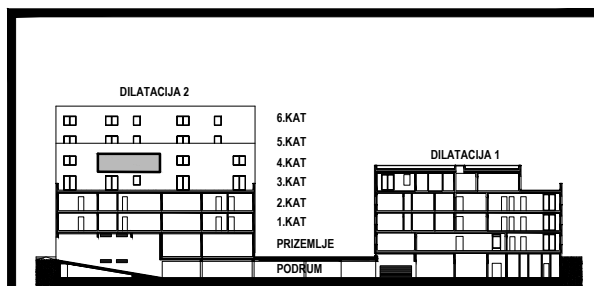 DILATACIJA 2
6.KAT
5.KAT
DILATACIJA 1
4.KAT
3.KAT
2.KAT
1.KAT
PRIZEMLJE
PODRUM